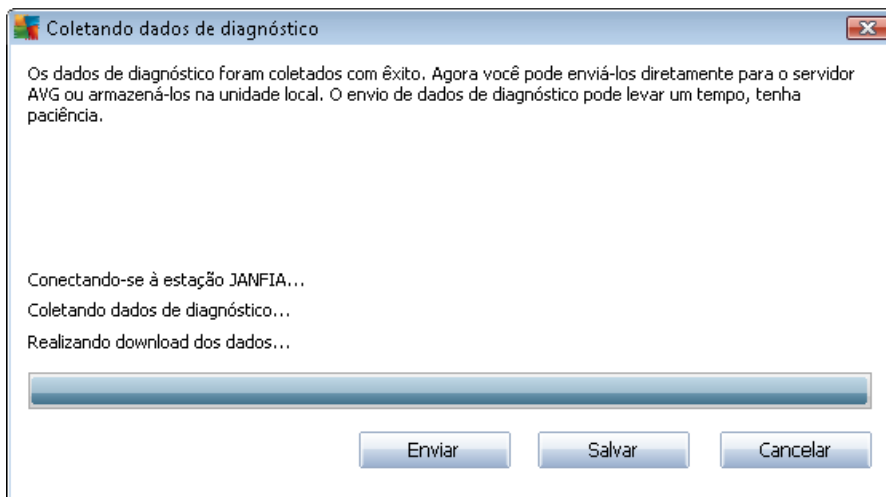 Coletando dados de diagnóstico
Os dados de diagnóstico foram coletados com êxito. Agora você pode enviá-los diretamente para o servidor
AVG ou armazená-los na unidade local. O envio de dados de diagnóstico pode levar um tempo, tenha
paciência.
Conectando-se à estação JANFIA...
Coletando dados de diagnóstico...
Realizando download dos dados...
Enviar
Salvar
Cancelar